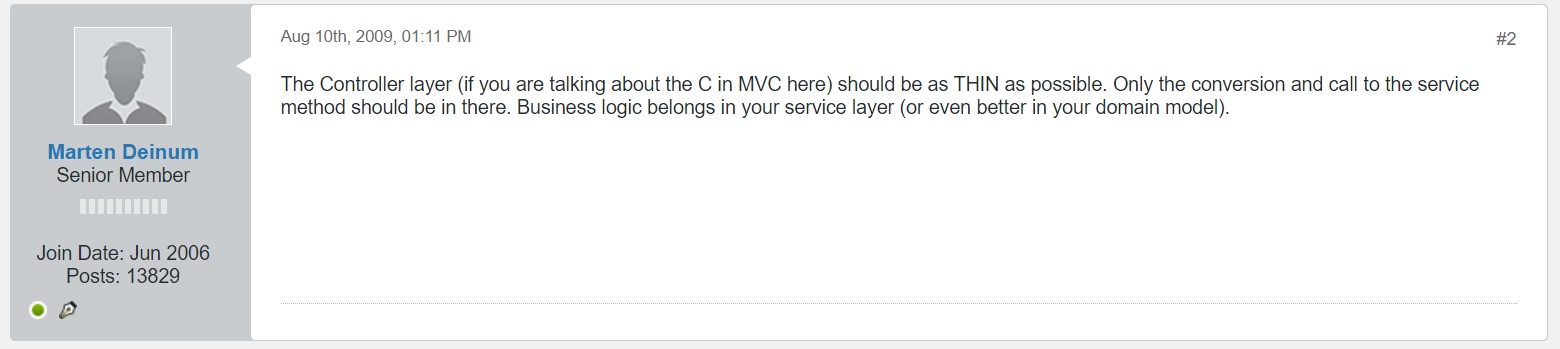 Aug 10th, 2009, 01:11 PM
#2
Marten Deinum
Senior Member
Join Date: Jun 2006
Posts: 13829
The Controller layer (if you are talking about the C in MVC here) should be as THIN as possible. Only the conversion and call to the service
method should be in there. Business logic belongs in your service layer (or even better in your domain model).